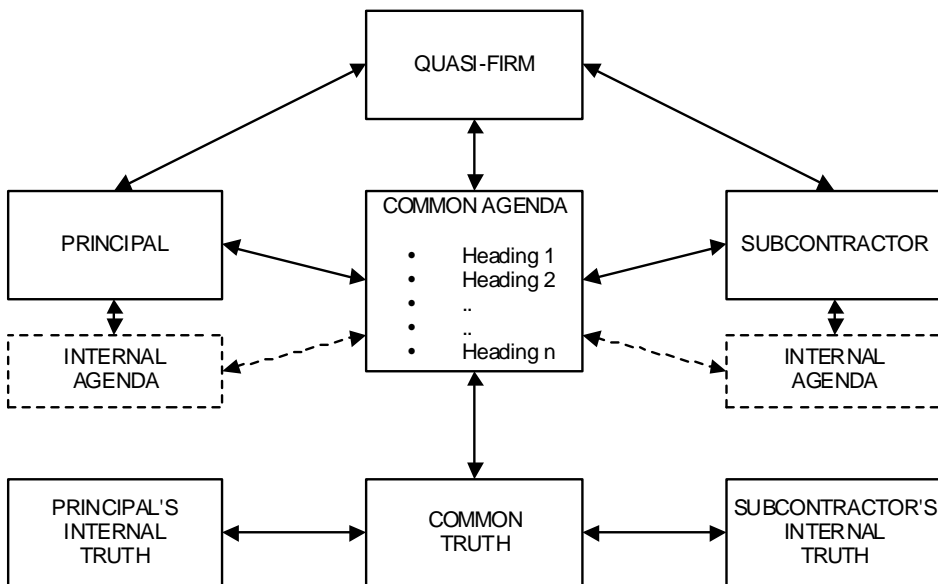 QUASI-FIRM
PRINCIPAL
COMMON AGENDA
• Heading 1
• Heading 2
• ..
• ..
• Heading n
SUBCONTRACTOR
INTERNAL
AGENDA
INTERNAL
AGENDA
PRINCIPAL'S
INTERNAL
TRUTH
COMMON
TRUTH
SUBCONTRACTOR'S
INTERNAL
TRUTH